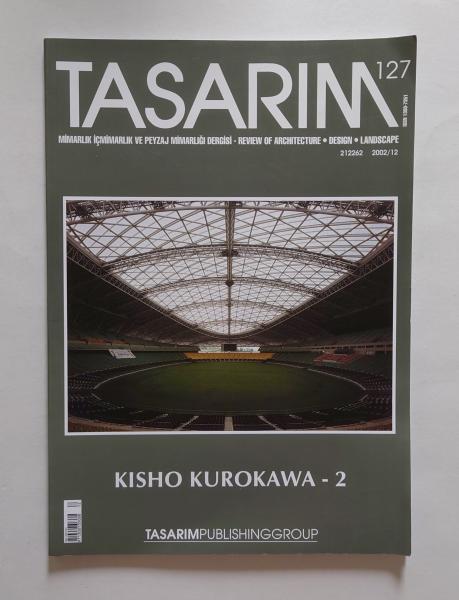 TASARIM
127
MİMARLIK İÇMİMARLIK VE PEYZAJ MİMARLIĞI DERGİSİ - REVIEW OF ARCHITECTURE • DESIGN • LANDSCAPE
212262 2002/12
KISHO KUROKAWA - 2
TASARIMPUBLISHINGGROUP